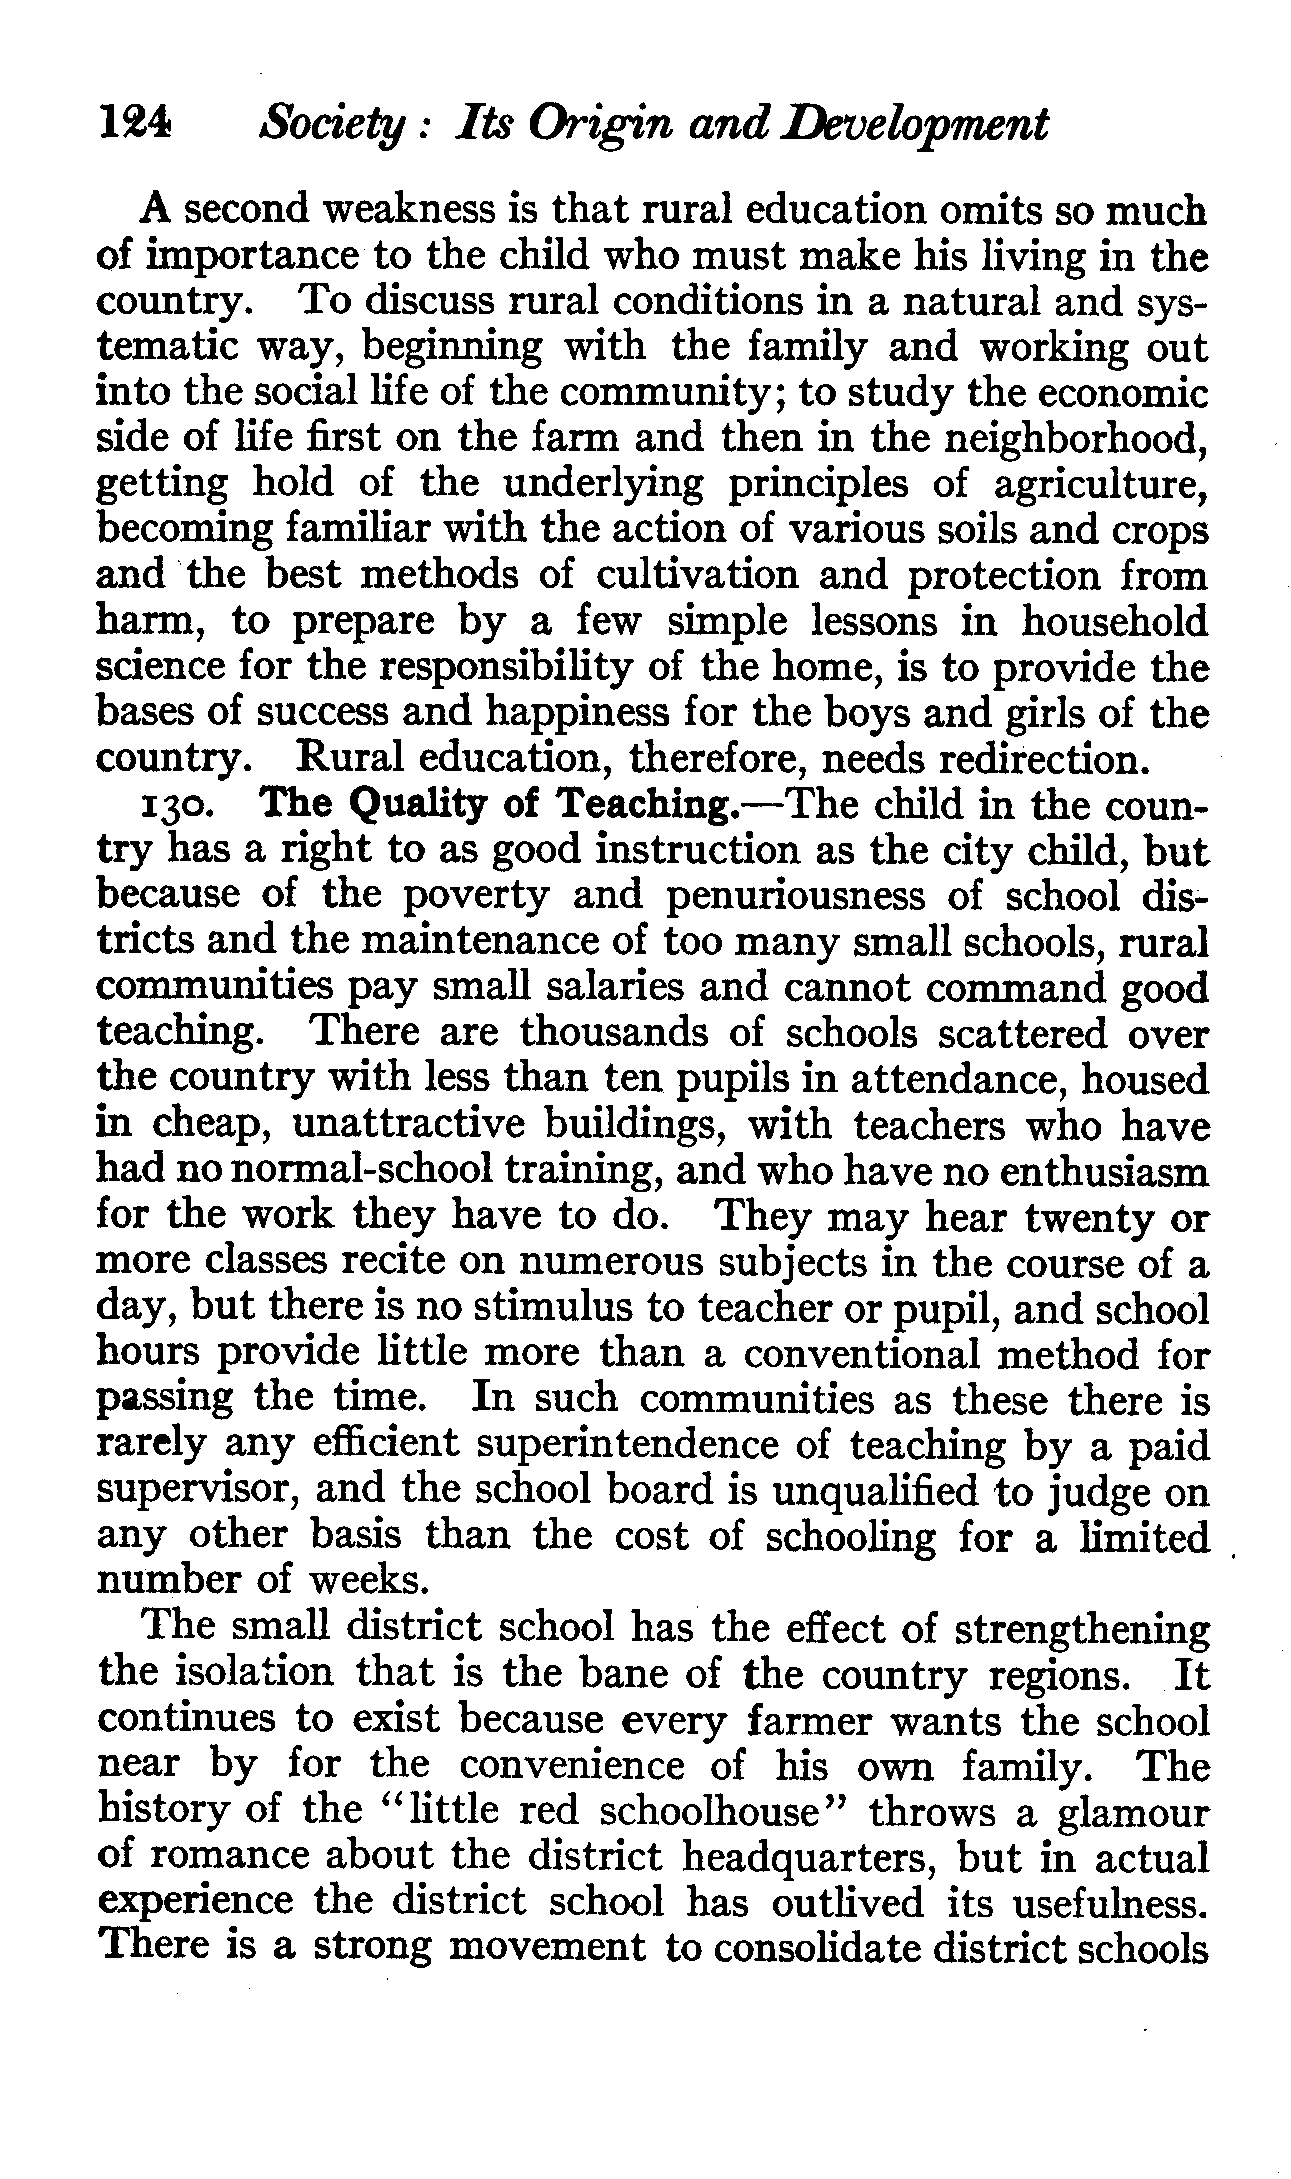 124 Society: Its Origin and Development
A second weakness is that rural education omits so much
of importance to the child who must make his living in the
country. To discuss rural conditions in a natural and sys-
tematic way, beginning with the family and working out
into the social life of the community; to study the economic
side of life first on the farm and then in the neighborhood,
getting hold of the underlying principles of agriculture,
becoming familiar with the action of various soils and crops
and the best methods of cultivation and protection from
harm, to prepare by a few simple lessons in household
science for the responsibility of the home, is to provide the
bases of success and happiness for the boys and girls of the
country. Rural education, therefore, needs redirection.
130. The Quality of Teaching.—The child in the coun-
try has a right to as good instruction as the city child, but
because of the poverty and penuriousness of school dis-
tricts and the maintenance of too many small schools, rural
communities pay small salaries and cannot command good
teaching. There are thousands of schools scattered over
the country with less than ten pupils in attendance, housed
in cheap, unattractive buildings, with teachers who have
had no normal-school training, and who have no enthusiasm
for the work they have to do. They may hear twenty or
more classes recite on numerous subjects in the course of a
day, but there is no stimulus to teacher or pupil, and school
hours provide little more than a conventional method for
passing the time. In such communities as these there is
rarely any efficient superintendence of teaching by a paid
supervisor, and the school board is unqualified to judge on
any other basis than the cost of schooling for a limited
number of weeks.
The small district school has the effect of strengthening
the isolation that is the bane of the country regions. It
continues to exist because every farmer wants the school
near by for the convenience of his own family. The
history of the “little red schoolhouse” throws a glamour
of romance about the district headquarters, but in actual
experience the district school has outlived its usefulness.
There is a strong movement to consolidate district schools